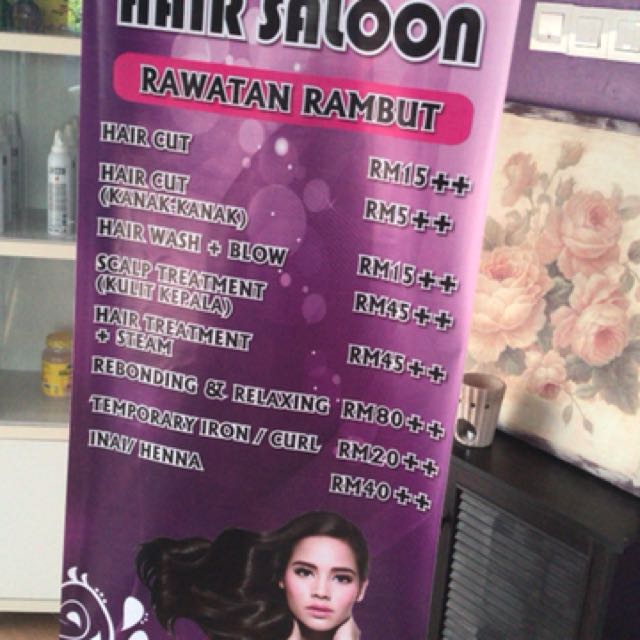 HAIR SALOON
RAWATAN RAMBUT
HAIR CUT RM15++
HAIR CUT
(KANAK-KANAK) RM5++
HAIR WASH + BLOW RM15++
SCALP TREATMENT
(KULIT KEPALA) RM45++
HAIR TREATMENT
+ STEAM RM45++
REBONDING & RELAXING RM80++
TEMPORARY IRON / CURL RM20++
INAI/ HENNA RM40++